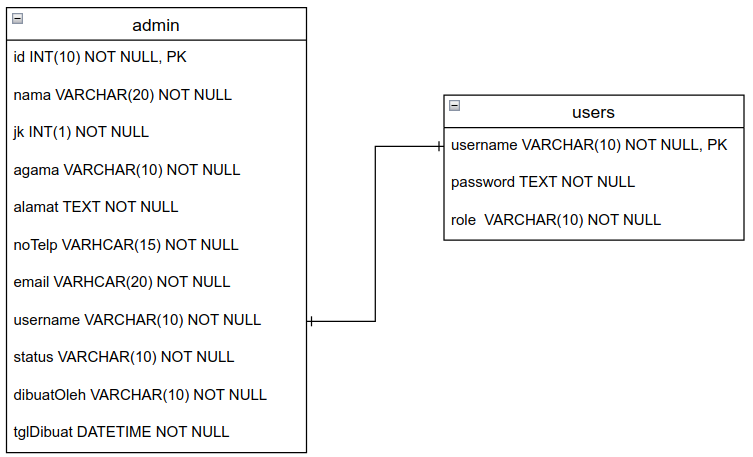 admin
id INT(10) NOT NULL, PK
nama VARCHAR(20) NOT NULL
jk INT(1) NOT NULL
agama VARCHAR(10) NOT NULL
alamat TEXT NOT NULL
noTelp VARHCAR(15) NOT NULL
email VARHCAR(20) NOT NULL
username VARCHAR(10) NOT NULL
status VARCHAR(10) NOT NULL
dibuatOleh VARCHAR(10) NOT NULL
tglDibuat DATETIME NOT NULL
users
username VARCHAR(10) NOT NULL, PK
password TEXT NOT NULL
role VARCHAR(10) NOT NULL